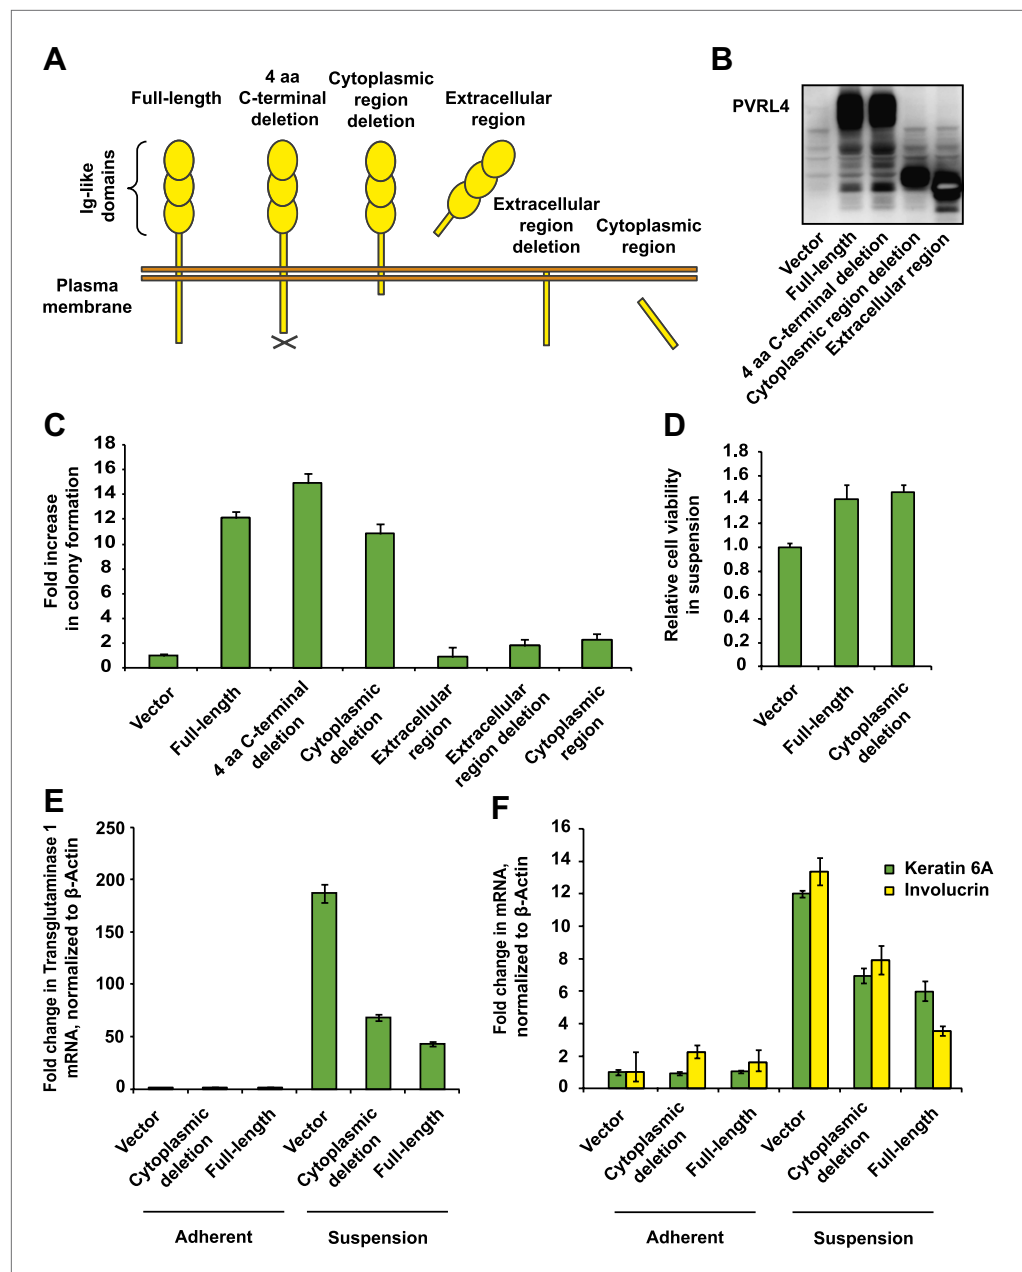 A
Full-length
4 aa
C-terminal
deletion
Cytoplasmic
region
deletion
Extracellular
region
Ig-like
domains
Extracellular
region
deletion
Cytoplasmic
region
Plasma
membrane
B
PVRL4
Vector
Full-length
4 aa C-terminal deletion
Cytoplasmic region deletion
Extracellular region
C
Fold increase
in colony formation
18
16
14
12
10
8
6
4
2
0
Vector
Full-length
4 aa C-terminal
deletion
Cytoplasmic
deletion
Extracellular
region
Extracellular
region deletion
Cytoplasmic
region
D
Relative cell viability
in suspension
1.8
1.6
1.4
1.2
1.0
0.8
0.6
0.4
0.2
0
Vector
Full-length
Cytoplasmic
deletion
E
Fold change in Transglutaminase 1
mRNA, normalized to β-Actin
250
200
150
100
50
0
Vector
Cytoplasmic
deletion
Full-length
Vector
Cytoplasmic
deletion
Full-length
Adherent
Suspension
F
Fold change in mRNA,
normalized to β-Actin
16
14
12
10
8
6
4
2
0
Keratin 6A
Involucrin
Vector
Cytoplasmic
deletion
Full-length
Vector
Cytoplasmic
deletion
Full-length
Adherent
Suspension